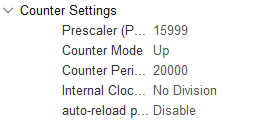 Counter Settings
Prescaler (P... 15999
Counter Mode Up
Counter Peri... 20000
Internal Cloc... No Division
auto-reload p... Disable